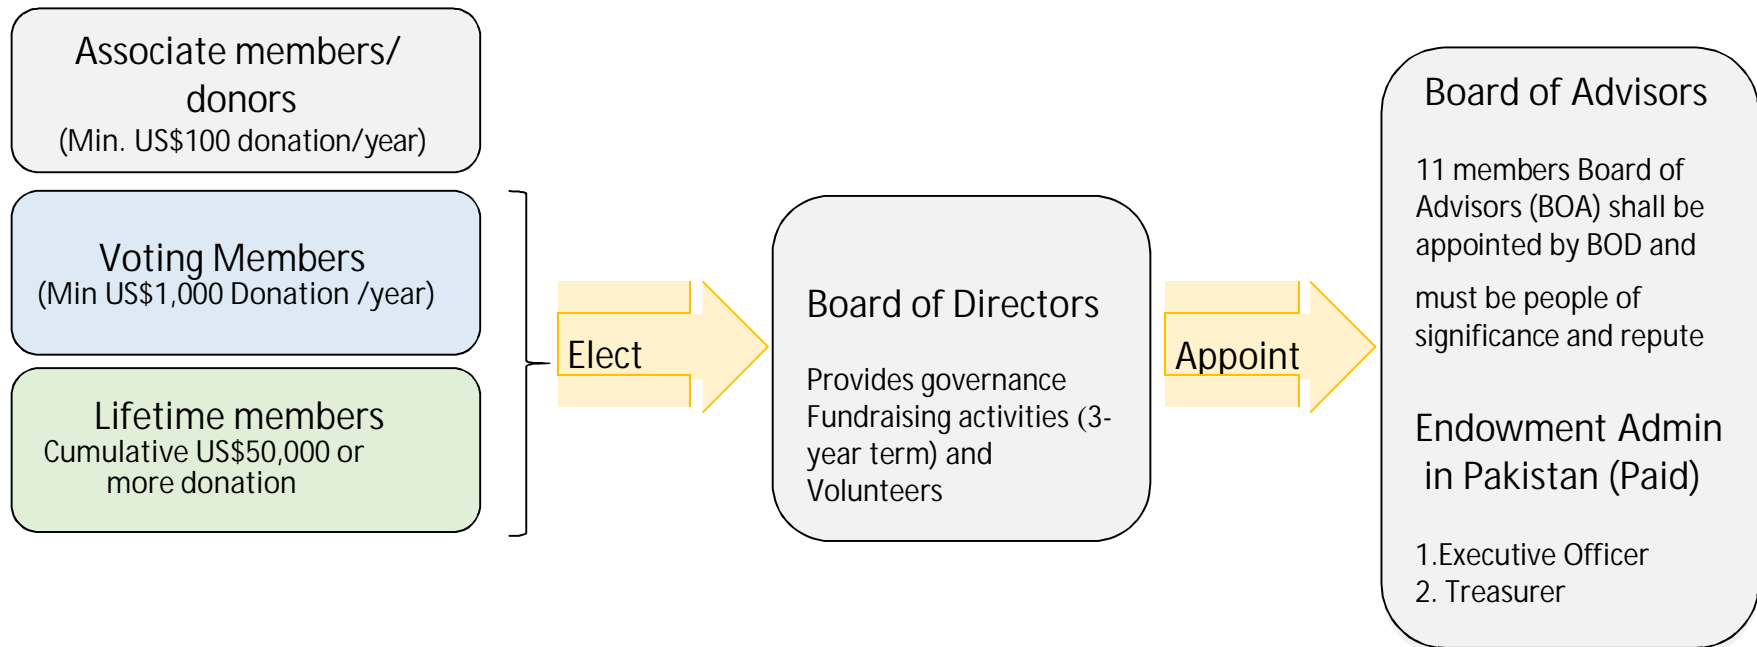 Associate members/
donors
(Min. US$100 donation/year)
Voting Members
(Min US$1,000 Donation /year)
Lifetime members
Cumulative US$50,000 or
more donation
Elect
Board of Directors
Provides governance
Fundraising activities (3-
year term) and
Volunteers
Appoint
Board of Advisors
11 members Board of
Advisors (BOA) shall be
appointed by BOD and
must be people of
significance and repute
Endowment Admin
in Pakistan (Paid)
1.Executive Officer
2. Treasurer